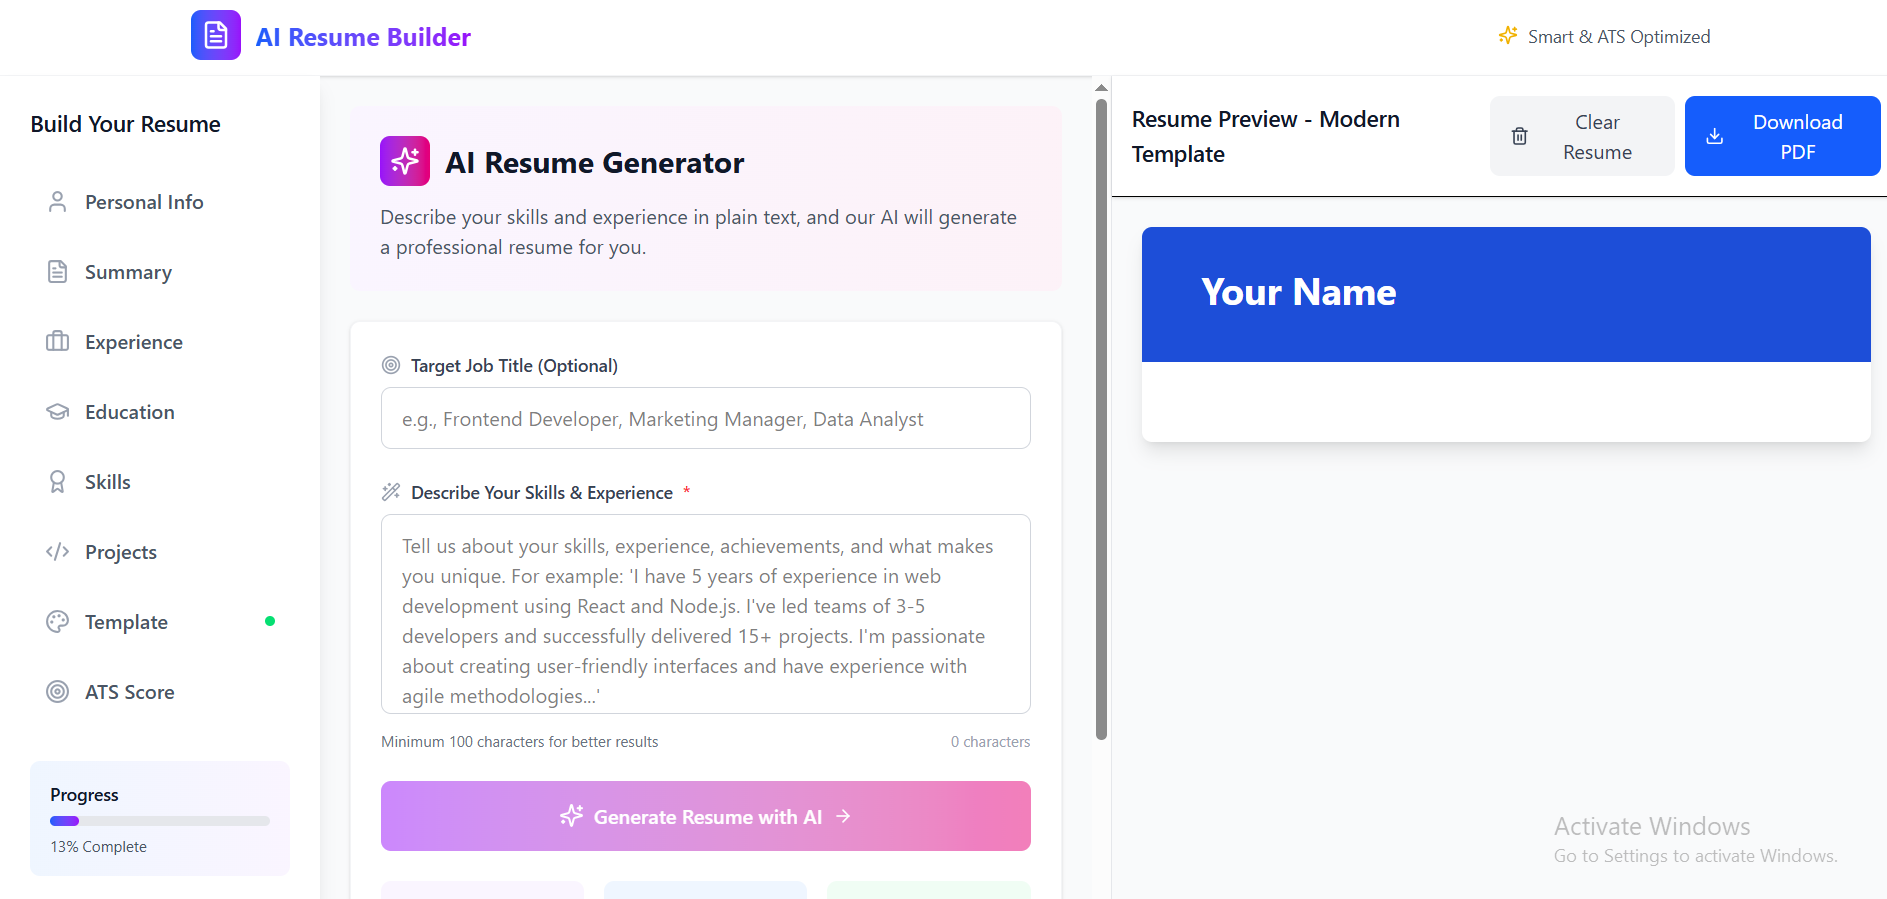 AI Resume Builder
Smart & ATS Optimized
Build Your Resume
Personal Info
Summary
Experience
Education
Skills
Projects
Template
ATS Score
Progress
13% Complete
AI Resume Generator
Describe your skills and experience in plain text, and our AI will generate
a professional resume for you.
Target Job Title (Optional)
e.g., Frontend Developer, Marketing Manager, Data Analyst
Describe Your Skills & Experience *
Tell us about your skills, experience, achievements, and what makes
you unique. For example: 'I have 5 years of experience in web
development using React and Node.js. I've led teams of 3-5
developers and successfully delivered 15+ projects. I'm passionate
about creating user-friendly interfaces and have experience with
agile methodologies...'
Minimum 100 characters for better results
0 characters
Generate Resume with AI →
Resume Preview - Modern
Template
Clear
Resume
Download
PDF
Your Name
Activate Windows
Go to Settings to activate Windows.